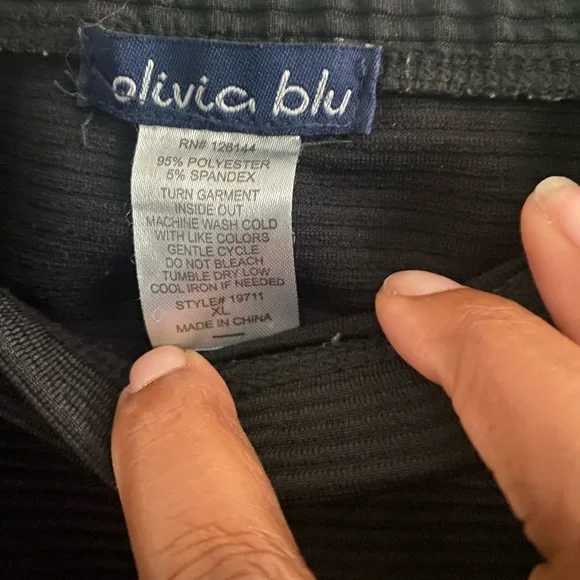 olivia blu
RN# 126144
95% POLYESTER
5% SPANDEX
TURN GARMENT
INSIDE OUT
MACHINE WASH COLD
WITH LIKE COLORS
GENTLE CYCLE
DO NOT BLEACH
TUMBLE DRY LOW
COOL IRON IF NEEDED
STYLE# 19711
XL
MADE IN CHINA